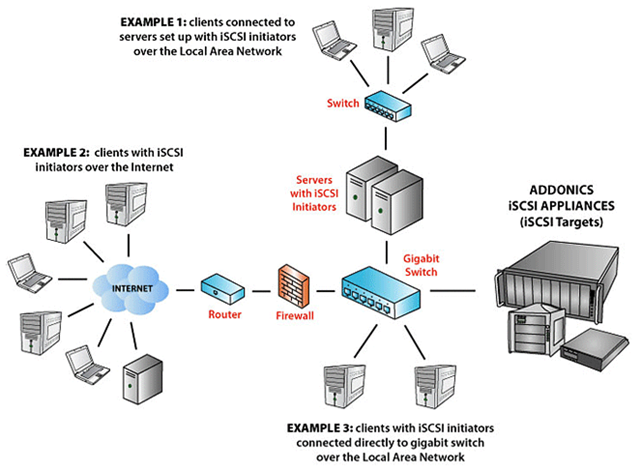 EXAMPLE 1: clients connected to
servers set up with iSCSI initiators
over the Local Area Network
Switch
EXAMPLE 2: clients with iSCSI
initiators over the Internet
Servers
with iSCSI
Initiators
ADDONICS
iSCSI APPLIANCES
(iSCSI Targets)
Gigabit
Switch
INTERNET
Router
Firewall
EXAMPLE 3: clients with iSCSI initiators
connected directly to gigabit switch
over the Local Area Network